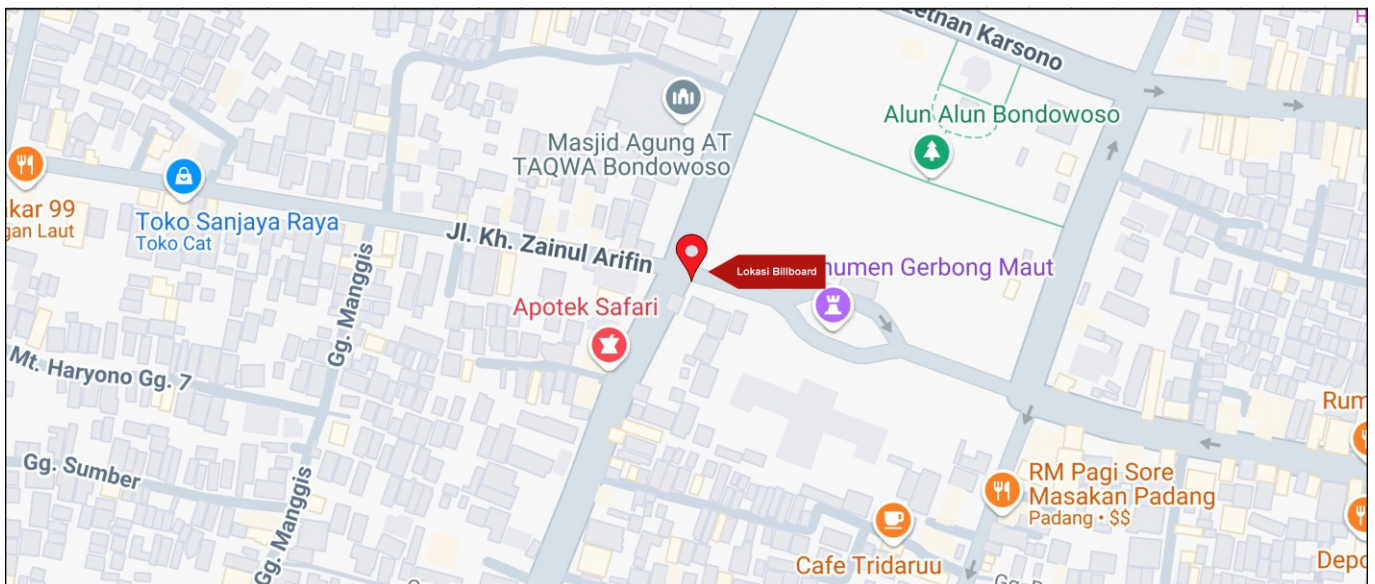 Letnan Karsono
Alun Alun Bondowoso
Masjid Agung AT
TAQWA Bondowoso
kar 99
gan Laut
Toko Sanjaya Raya
Toko Cat
Jl. Kh. Zainul Arifin
Lokasi Billboard
numen Gerbong Maut
Apotek Safari
Gg. Manggis
Mt. Haryono Gg. 7
Gg. Sumber
Gg. Manggis
Rum
RM Pagi Sore
Masakan Padang
Padang • $$
Cafe Tridaruu
Depo